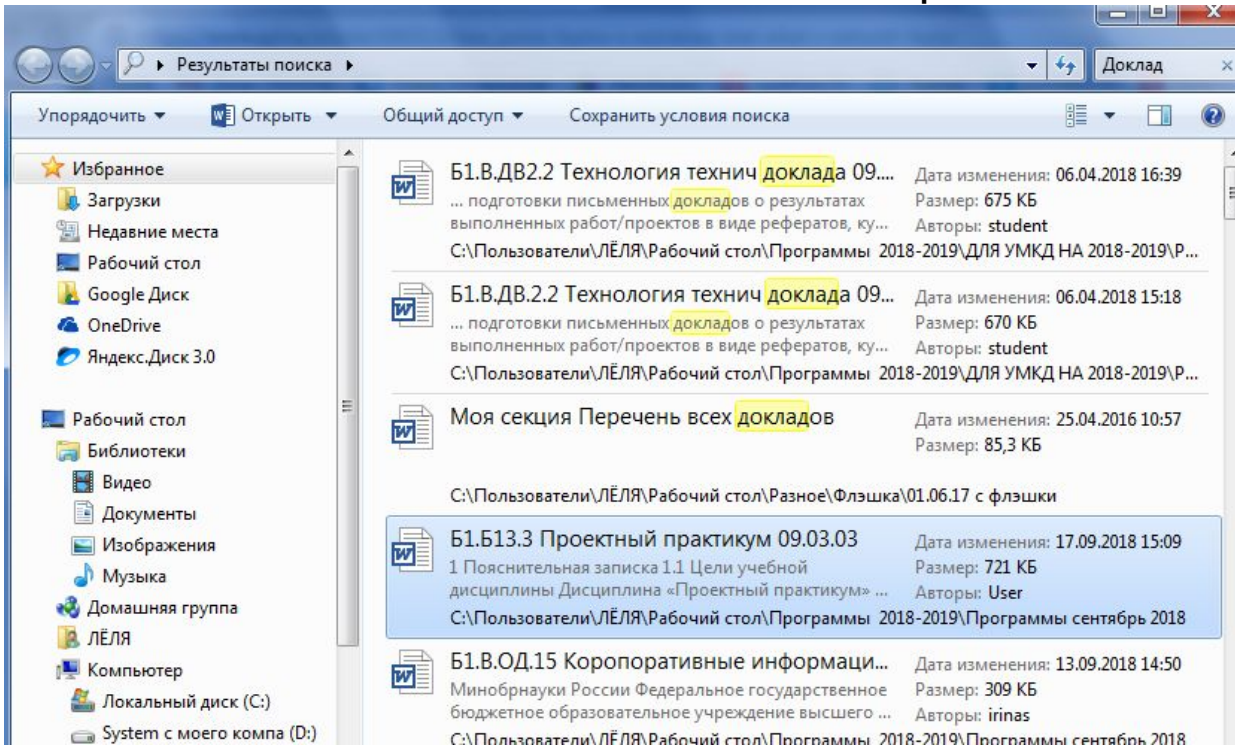 Результаты поиска
Доклад
Упорядочить
Открыть
Общий доступ
Сохранить условия поиска
Избранное
Загрузки
Недавние места
Рабочий стол
Google Диск
OneDrive
Яндекс.Диск 3.0
Рабочий стол
Библиотеки
Видео
Документы
Изображения
Музыка
Домашняя группа
ЛЁЛЯ
Компьютер
Локальный диск (C:)
System с моего компа (D:)
Б1.В.ДВ2.2 Технология технич доклада 09....
Дата изменения: 06.04.2018 16:39
... подготовки письменных докладов о результатах
Размер: 675 КБ
выполненных работ/проектов в виде рефератов, ку...
Авторы: student
C:\Пользователи\ЛЁЛЯ\Рабочий стол\Программы 2018-2019\ДЛЯ УМКД НА 2018-2019\Р...
Б1.В.ДВ.2.2 Технология технич доклада 09...
Дата изменения: 06.04.2018 15:18
... подготовки письменных докладов о результатах
Размер: 670 КБ
выполненных работ/проектов в виде рефератов, ку...
Авторы: student
C:\Пользователи\ЛЁЛЯ\Рабочий стол\Программы 2018-2019\ДЛЯ УМКД НА 2018-2019\Р...
Моя секция Перечень всех докладов
Дата изменения: 25.04.2016 10:57
Размер: 85,3 КБ
C:\Пользователи\ЛЁЛЯ\Рабочий стол\Разное\Флэшка\01.06.17 с флэшки
Б1.Б13.3 Проектный практикум 09.03.03
Дата изменения: 17.09.2018 15:09
1 Пояснительная записка 1.1 Цели учебной
Размер: 721 КБ
дисциплины Дисциплина «Проектный практикум» ...
Авторы: User
C:\Пользователи\ЛЁЛЯ\Рабочий стол\Программы 2018-2019\Программы сентябрь 2018
Б1.В.ОД.15 Коропоративные информаци...
Дата изменения: 13.09.2018 14:50
Минобрнауки России Федеральное государственное
Размер: 309 КБ
бюджетное образовательное учреждение высшего ...
Авторы: irinas
C:\Пользователи\ЛЁЛЯ\Рабочий стол\Программы 2018-2019\Программы сентябрь 2018